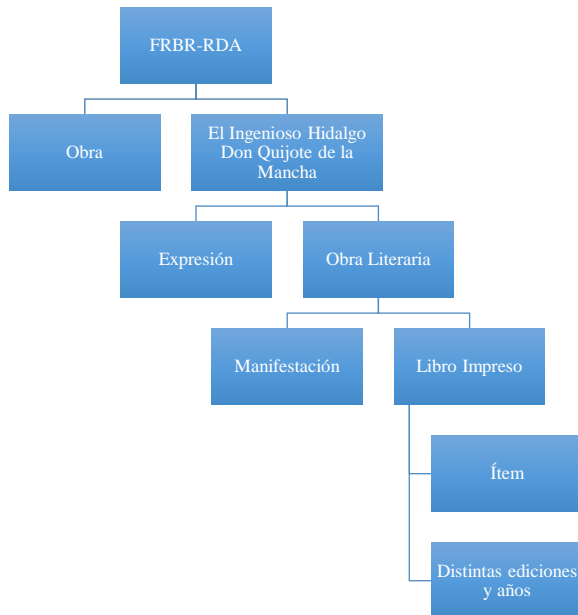 FRBR-RDA
Obra
El Ingenioso Hidalgo
Don Quijote de la
Mancha
Expresión
Obra Literaria
Manifestación
Libro Impreso
Ítem
Distintas ediciones
y años